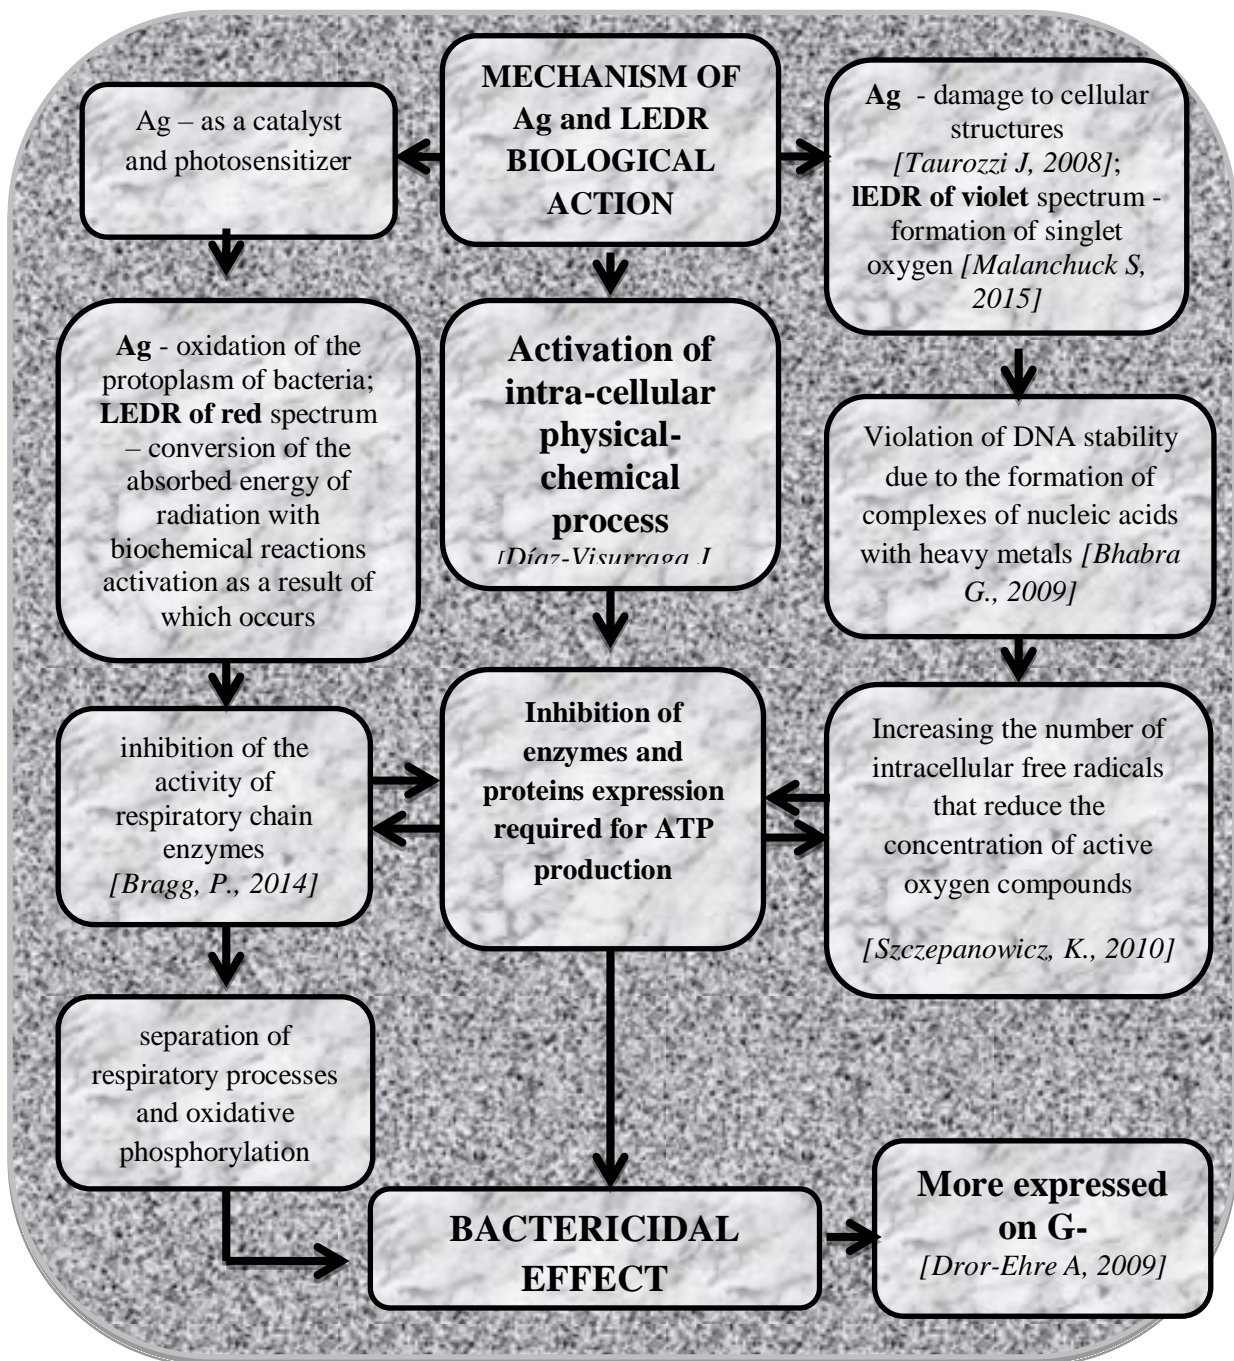 MECHANISM OF
Ag and LEDR
BIOLOGICAL
ACTION
Ag – as a catalyst
and photosensitizer
Ag - damage to cellular
structures
[Taurozzi J, 2008];
lEDR of violet spectrum -
formation of singlet
oxygen [Malanchuck S,
2015]
Ag - oxidation of the
protoplasm of bacteria;
LEDR of red spectrum
– conversion of the
absorbed energy of
radiation with
biochemical reactions
activation as a result of
which occurs
Activation of
intra-cellular
physical-
chemical
process
[Díaz-Visurraga J
Violation of DNA stability
due to the formation of
complexes of nucleic acids
with heavy metals [Bhabra
G., 2009]
inhibition of the
activity of
respiratory chain
enzymes
[Bragg, P., 2014]
Inhibition of
enzymes and
proteins expression
required for ATP
production
Increasing the number of
intracellular free radicals
that reduce the
concentration of active
oxygen compounds
[Szczepanowicz, K., 2010]
separation of
respiratory processes
and oxidative
phosphorylation
BACTERICIDAL
EFFECT
More expressed
on G-
[Dror-Ehre A, 2009]